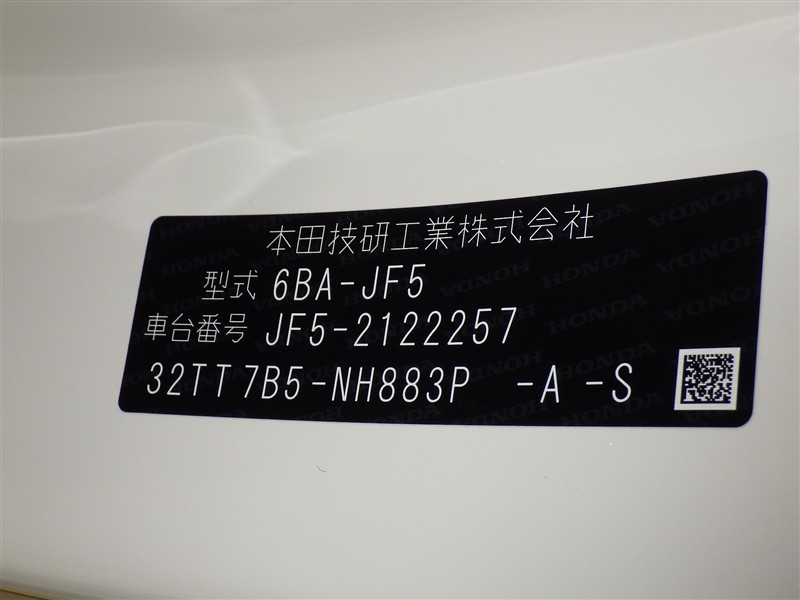 本田技研工業株式会社
型式 6BA-JF5
車台番号 JF5-2122257
32TT7B5-NH883P -A -S